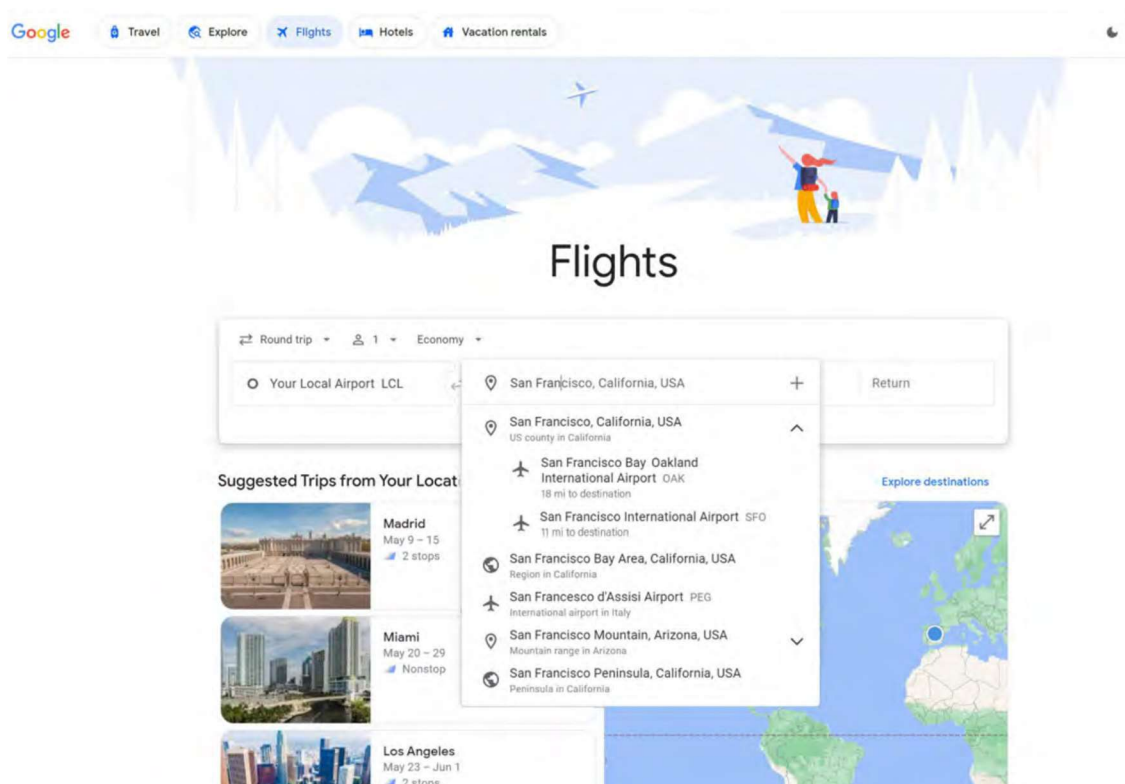 Google
Travel
Explore
Flights
Hotels
Vacation rentals
Flights
Round trip
1
Economy
Your Local Airport LCL
San Francisco, California, USA
Return
San Francisco, California, USA
US county in California
San Francisco Bay Oakland
International Airport OAK
18 mi to destination
San Francisco International Airport SFO
11 mi to destination
San Francisco Bay Area, California, USA
Region in California
San Francesco d'Assisi Airport PEG
International airport in Italy
San Francisco Mountain, Arizona, USA
Mountain range in Arizona
San Francisco Peninsula, California, USA
Peninsula in California
Suggested Trips from Your Locat
Explore destinations
Madrid
May 9 – 15
2 stops
Miami
May 20 – 29
Nonstop
Los Angeles
May 23 – Jun 1
2 stops